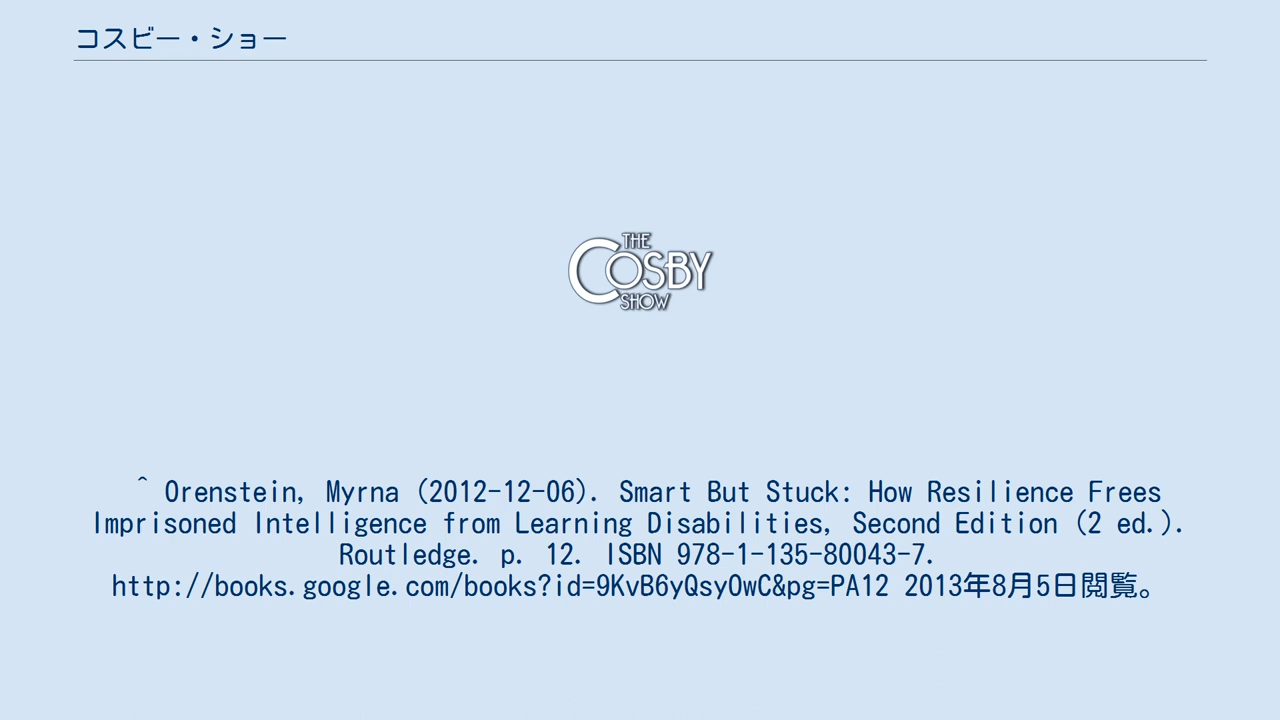 コスビー・ショー
THE
COSBY
SHOW
^ Orenstein, Myrna (2012-12-06). Smart But Stuck: How Resilience Frees
Imprisoned Intelligence from Learning Disabilities, Second Edition (2 ed.).
Routledge. p. 12. ISBN 978-1-135-80043-7.
http://books.google.com/books?id=9KvB6yQsyOwC&pg=PA12 2013年8月5日閲覧。